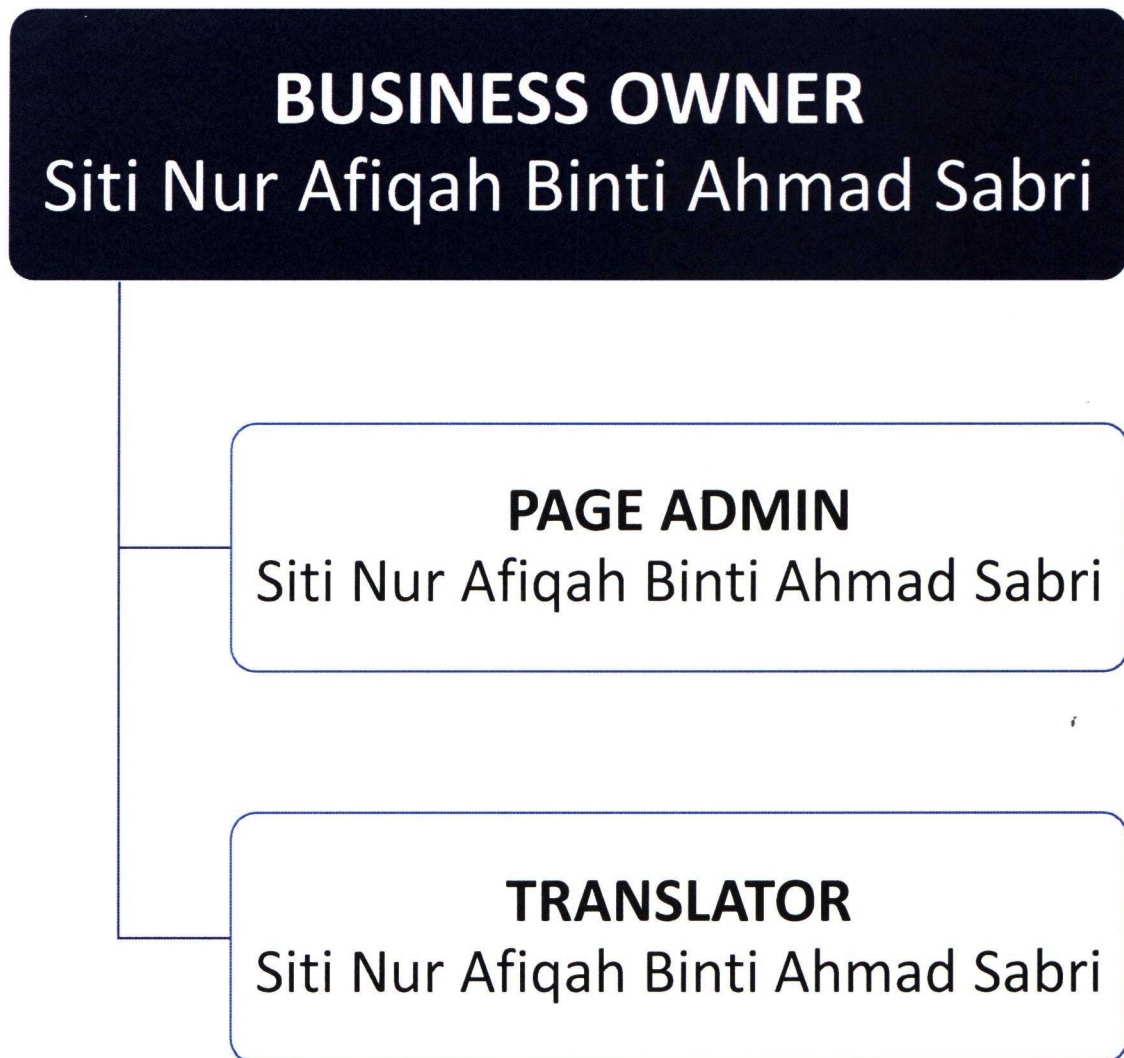 BUSINESS OWNER
Siti Nur Afiqah Binti Ahmad Sabri
PAGE ADMIN
Siti Nur Afiqah Binti Ahmad Sabri
TRANSLATOR
Siti Nur Afiqah Binti Ahmad Sabri